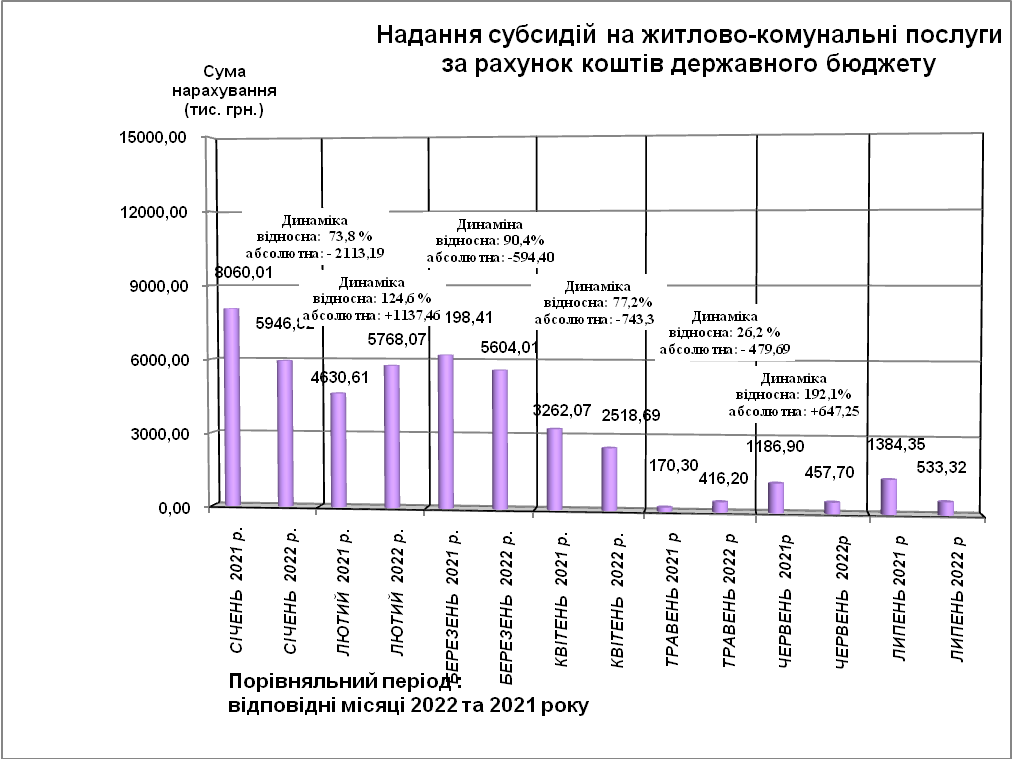 Надання субсидій на житлово-комунальні послуги
за рахунок коштів державного бюджету
Сума
нарахування
(тис. грн.)
15000,00
12000,00
9000,00
6000,00
3000,00
0,00
Динаміка
відносна: 73,8 %
абсолютна: - 2113,19
Динаміна
відносна: 90,4%
абсолютна: -594,40
Динаміка
відносна: 124,6 %
абсолютна: +1137,46
Динаміка
відносна: 77,2%
абсолютна: -743,3
Динаміка
відносна: 26,2 %
абсолютна: - 479,69
Динаміка
відносна: 192,1%
абсолютна: +647,25
8060,01
4630,61
5768,07
198,41
5604,01
3262,07
2518,69
170,30
416,20
1186,90
457,70
1384,35
533,32
СІЧЕНЬ 2021 р.
СІЧЕНЬ 2022 р.
ЛЮТИЙ 2021 р.
ЛЮТИЙ 2022 р.
БЕРЕЗЕНЬ 2021 р.
БЕРЕЗЕНЬ 2022 р.
КВІТЕНЬ 2021 р.
КВІТЕНЬ 2022 р.
ТРАВЕНЬ 2021 р
ТРАВЕНЬ 2022 р
ЧЕРВЕНЬ 2021р
ЧЕРВЕНЬ 2022р
ЛИПЕНЬ 2021 р
ЛИПЕНЬ 2022 р
Порівняльний період :
відповідні місяці 2022 та 2021 року